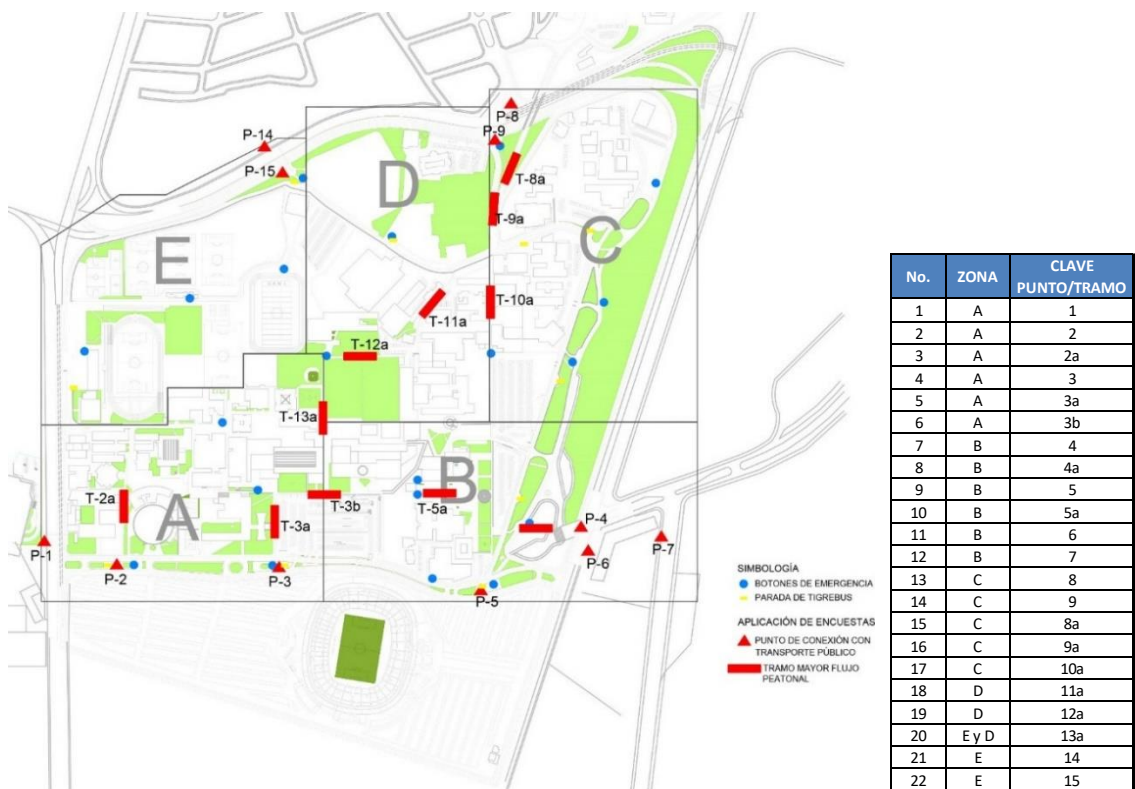 P-8
P-14
P-9
P-15
T-8a
D
T-9a
C
E
T-10a
T-11a
T-12a
T-13a
B
T-2a
T-3b
T-5a
A
T-3a
P-4
P-1
P-6
P-7
P-2
P-3
P-5
SIMBOLOGÍA
BOTONES DE EMERGENCIA
PARADA DE TIGREBUS
APLICACIÓN DE ENCUESTAS
PUNTO DE CONEXIÓN CON
TRANSPORTE PÚBLICO
TRAMO MAYOR FLUJO
PEATONAL
No. ZONA CLAVE PUNTO/TRAMO
1 A 1
2 A 2
3 A 2a
4 A 3
5 A 3a
6 A 3b
7 B 4
8 B 4a
9 B 5
10 B 5a
11 B 6
12 B 7
13 C 8
14 C 9
15 C 8a
16 C 9a
17 C 10a
18 D 11a
19 D 12a
20 E y D 13a
21 E 14
22 E 15